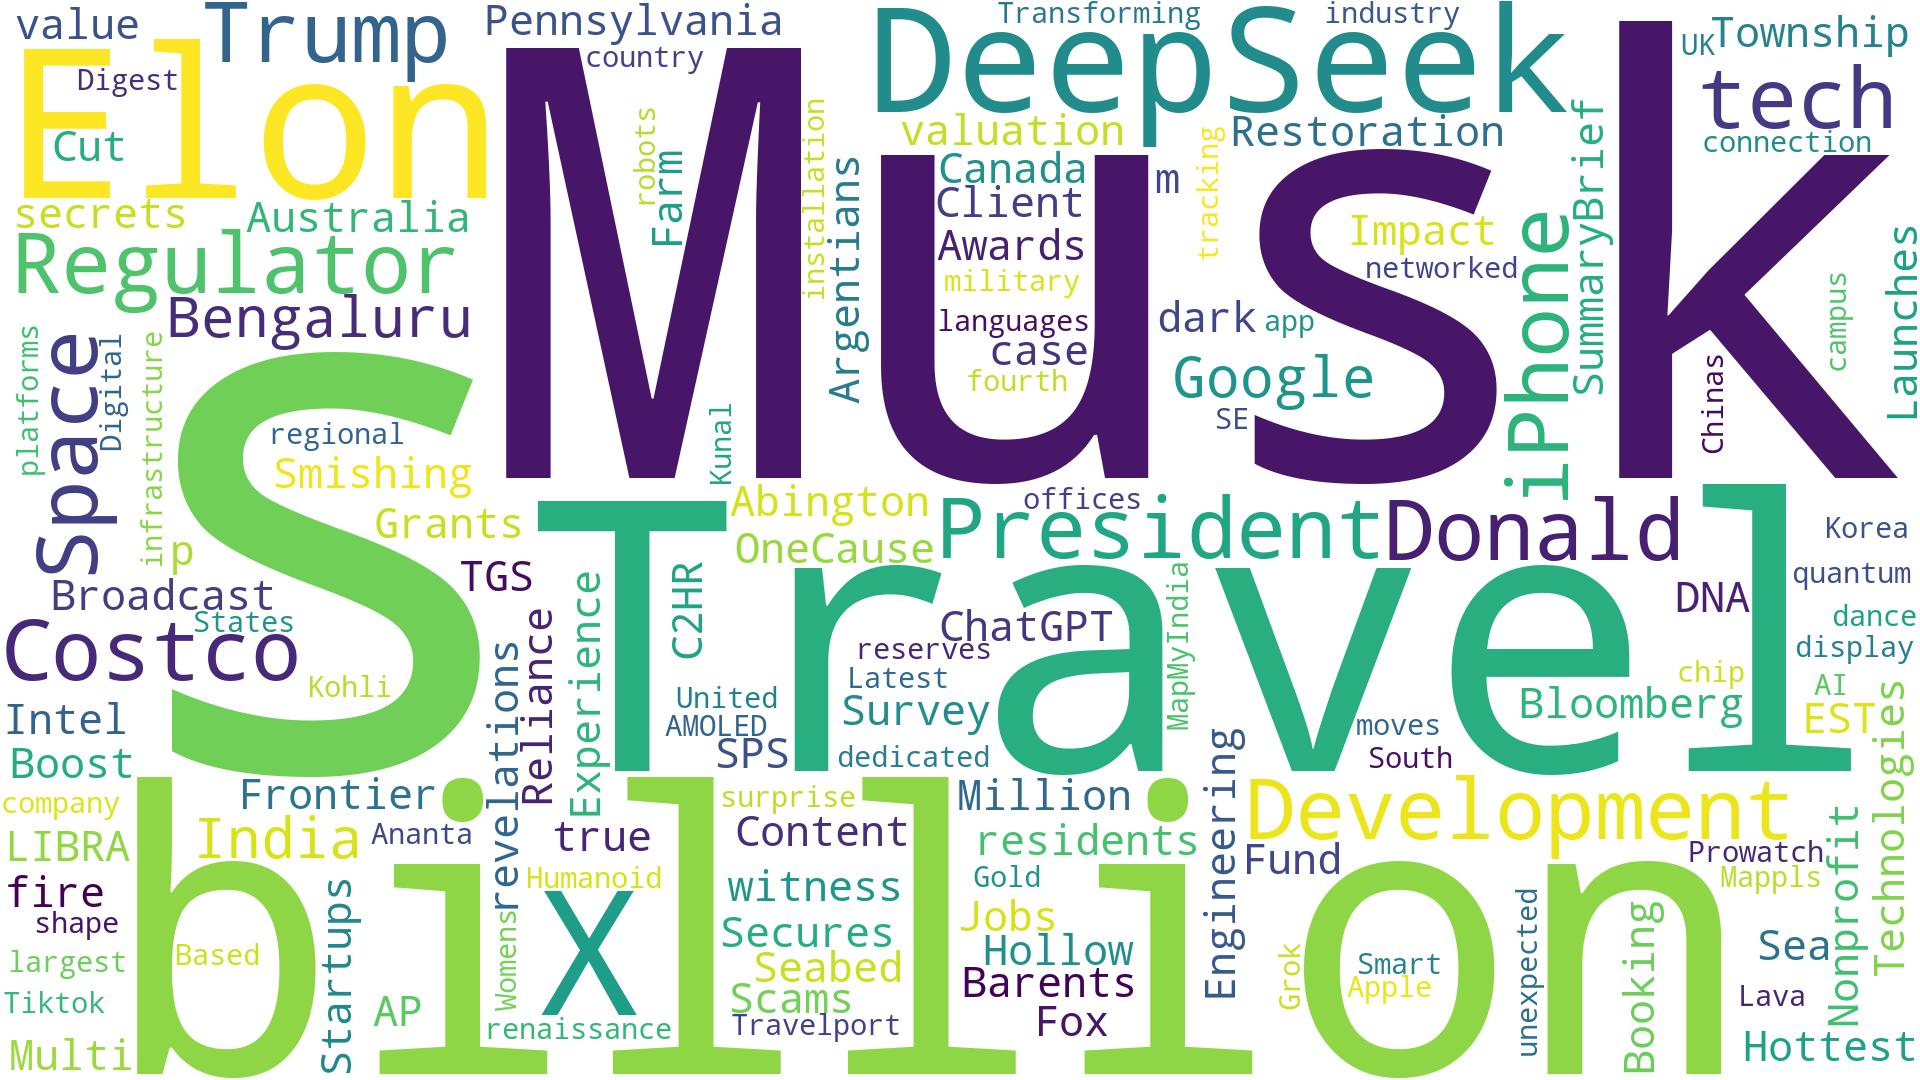 value
Trump
Pennsylvania
Transforming
industry
UK
Township
Elon
Digest
country
DeepSeek
tech
Cut
Musk
robots
Farm
installation
valuation
Restoration
connection
secrets
Australia
Argentians
Canada
m
tracking
SummaryBrief
Client
Awards
Impact
networked
iPhone
Launches
Regulator
military
Bengaluru
languages
dark
app
campus
case
fourth
Google
SE
Chinas
platforms
Space
Digital
infrastructure
S
regional
Smishing
Kunal
Grants
p
Abington
offices
OneCause
President
Donald
Travel
Korea
quantum
TGS
Experience
C2HR
MapMyIndia
DNA
Broadcast
States
Costco
ChatGPT
dance
display
reserves
Kohli
Latest
United
AMOLED
Survey
chip
AI
Bloomberg
EST
Intel
revelations
Reliance
SPS
dedicated
moves
South
Boost
Technologies
company
Frontier
surprise
Million
Engineering
Development
LIBRA
India
Ananta
true
Content
residents
Fund
Prowatch
Mappls
Nonprofit
fire
shape
Startups
Humanoid
witness
Gold
billion
X
Womens
Secures
Jobs
Hollow
largest
Based
Seabed
Barents
Grok
Smart
Apple
unexpected
Booking
Sea
Tiktok
AP
Scams
Lava
renaissance
Travelport
Fox
Multi
Hottest